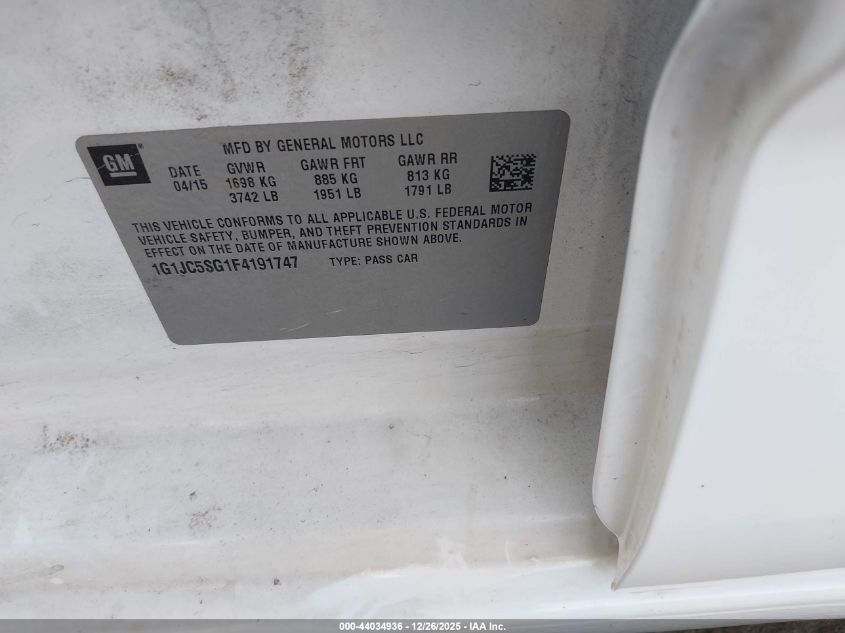 GM
MFD BY GENERAL MOTORS LLC
DATE GVWR GAWR FRT GAWR RR
04/15 1698 KG 885 KG 813 KG
3742 LB 1951 LB 1791 LB
THIS VEHICLE CONFORMS TO ALL APPLICABLE U.S. FEDERAL MOTOR
VEHICLE SAFETY, BUMPER, AND THEFT PREVENTION STANDARDS IN
EFFECT ON THE DATE OF MANUFACTURE SHOWN ABOVE.
1G1JC5SG1F4191747 TYPE: PASS CAR
000-44034936 - 12/26/2025 - IAA Inc.